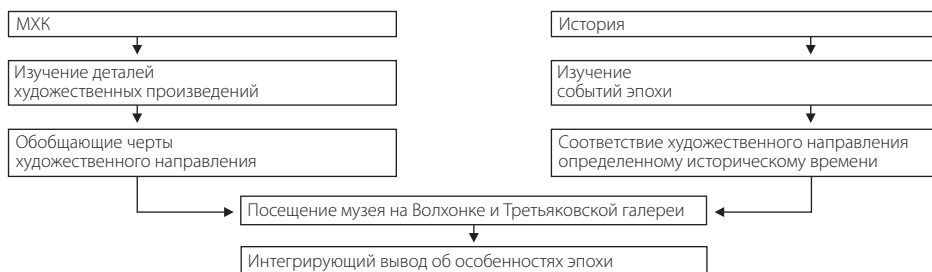 МХК
Изучение деталей
художественных произведений
Обобщающие черты
художественного направления
История
Изучение
событий эпохи
Соответствие художественного направления
определенному историческому времени
Посещение музея на Волхонке и Третьяковской галереи
Интегрирующий вывод об особенностях эпохи